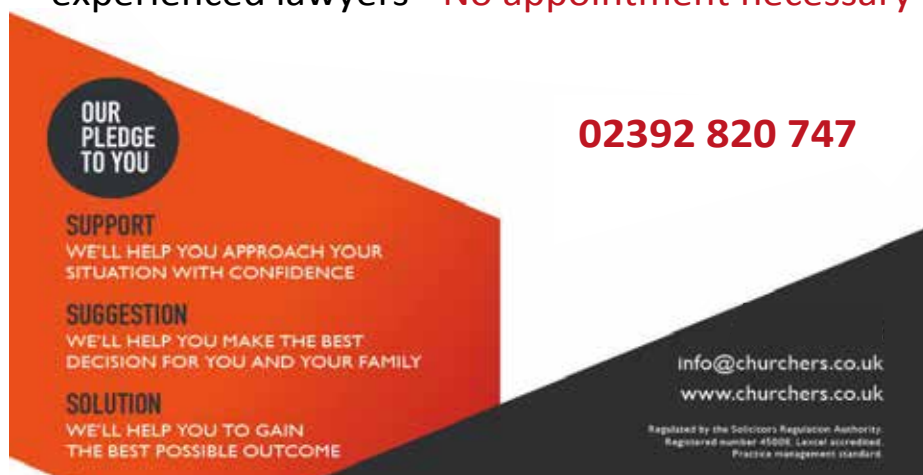 experienced lawyers No appointment necessary
OUR
PLEDGE
TO YOU
02392 820 747
SUPPORT
WE'LL HELP YOU APPROACH YOUR
SITUATION WITH CONFIDENCE
SUGGESTION
WE'LL HELP YOU MAKE THE BEST
DECISION FOR YOU AND YOUR FAMILY
SOLUTION
WE'LL HELP YOU TO GAIN
THE BEST POSSIBLE OUTCOME
info@churchers.co.uk
www.churchers.co.uk
Regulated by the Solicitors Regulation Authority.
Registered number Lexcel accredited.
Practice management standard.